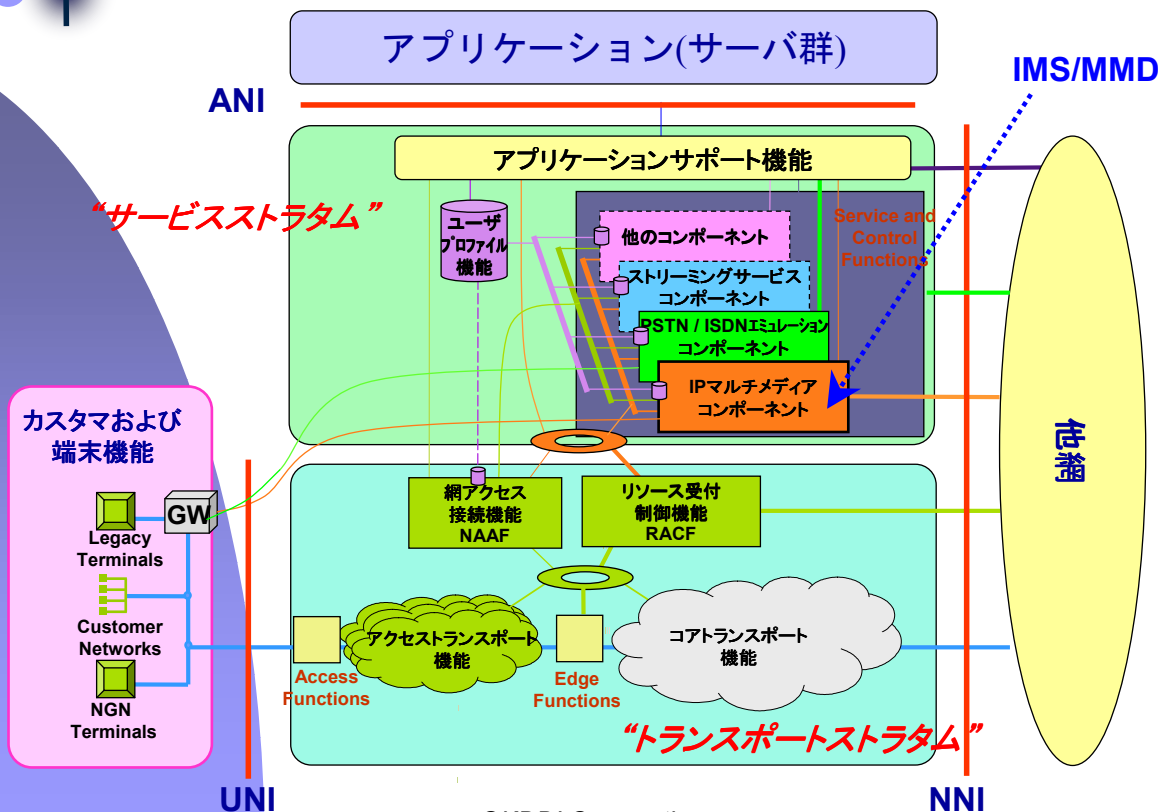 アプリケーション(サーバ群)
IMS/MMD
ANI
アプリケーションサポート機能
“サービスストラタム”
ユーザ
プロファイル
機能
他のコンポーネント
Service and
Control
Functions
ストリーミングサービス
コンポーネント
PSTN / ISDNエミュレーション
コンポーネント
IPマルチメディア
コンポーネント
カスタマおよび
端末機能
GW
Legacy
Terminals
Customer
Networks
NGN
Terminals
網アクセス
接続機能
NAAF
リソース受付
制御機能
RACF
他網
アクセストランスポート
機能
コアトランスポート
機能
Access
Functions
Edge
Functions
“トランスポートストラタム”
UNI
NNI